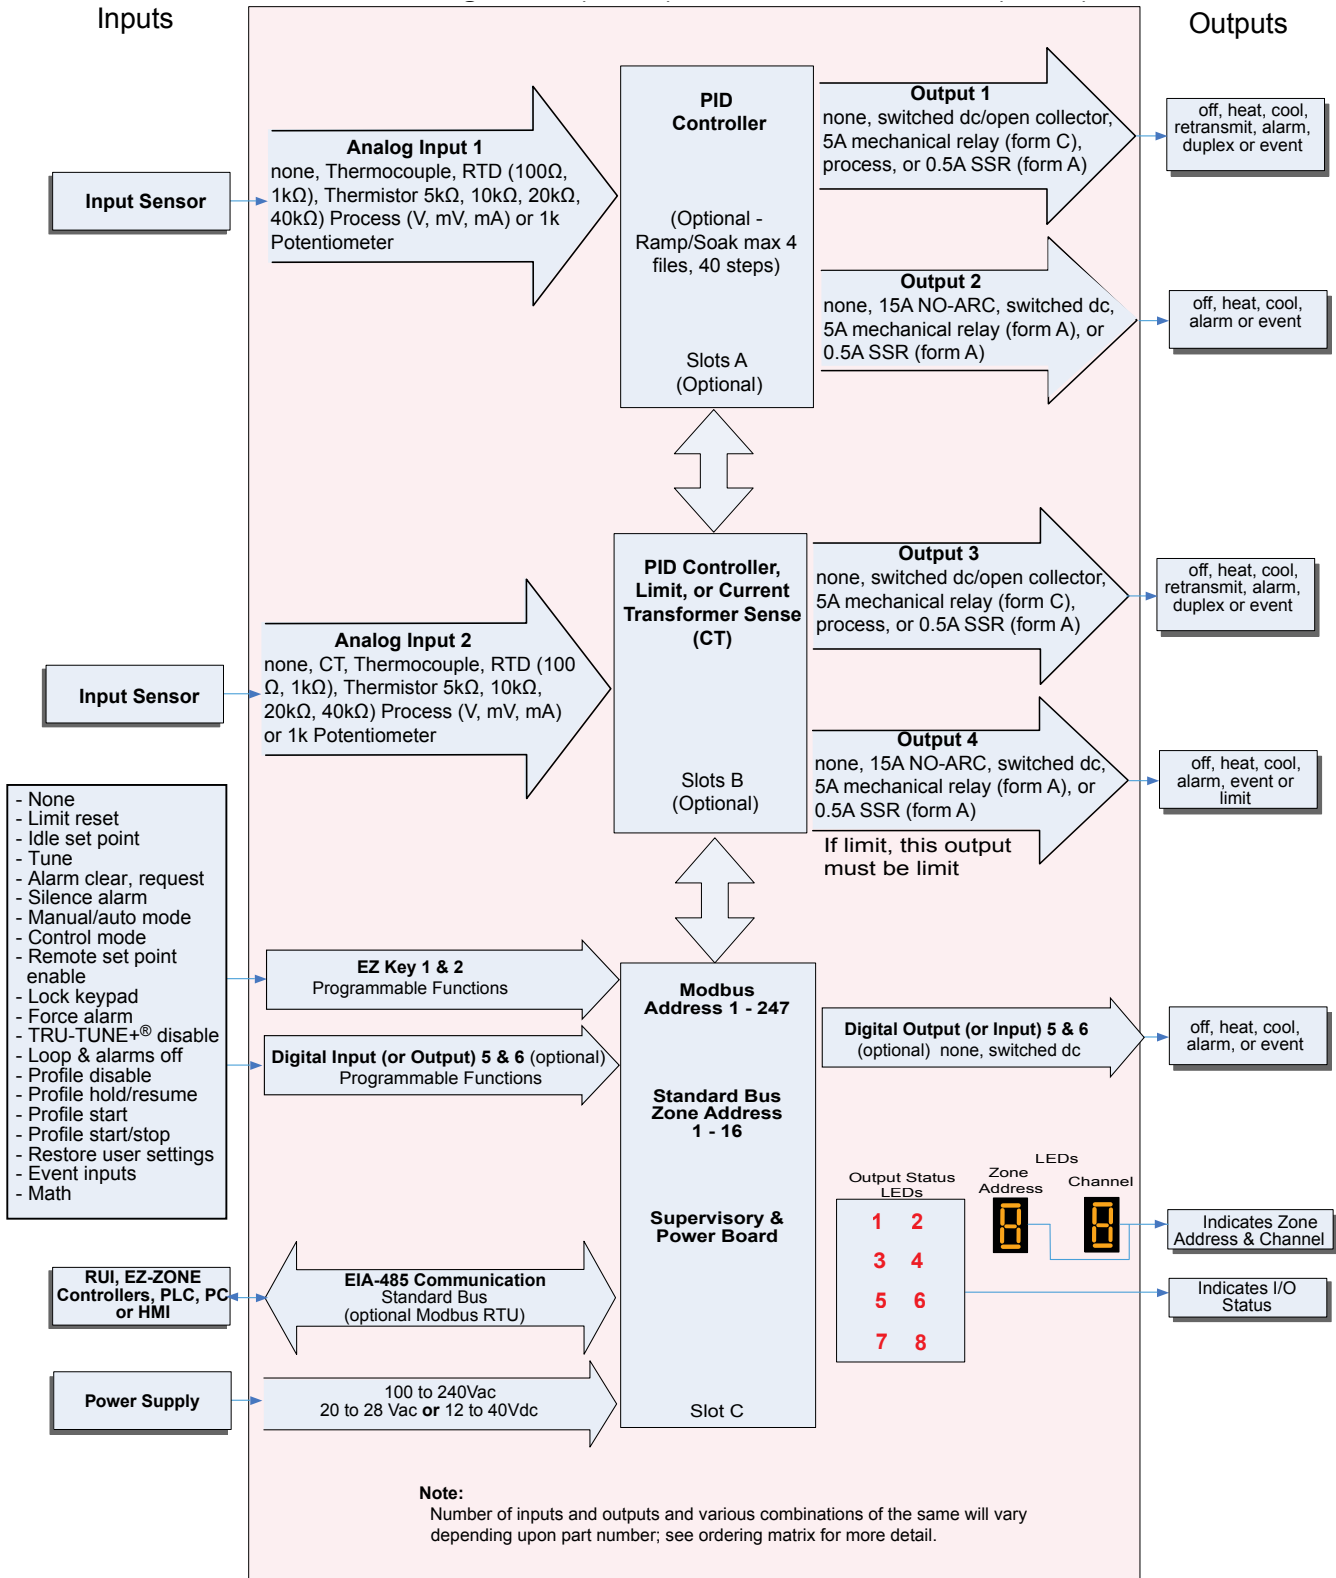 Inputs
Outputs
Analog Input 1
none, Thermocouple, RTD (100Ω,
1kΩ), Thermistor 5kΩ, 10kΩ, 20kΩ,
40kΩ) Process (V, mV, mA) or 1k
Potentiometer
Input Sensor
PID
Controller
(Optional -
Ramp/Soak max 4
files, 40 steps)
Slots A
(Optional)
Output 1
none, switched dc/open collector,
5A mechanical relay (form C),
process, or 0.5A SSR (form A)
off, heat, cool,
retransmit, alarm,
duplex or event
Output 2
none, 15A NO-ARC, switched dc,
5A mechanical relay (form A), or
0.5A SSR (form A)
off, heat, cool,
alarm or event
Analog Input 2
none, CT, Thermocouple, RTD (100
Ω, 1kΩ), Thermistor 5kΩ, 10kΩ,
20kΩ, 40kΩ) Process (V, mV, mA)
or 1k Potentiometer
Input Sensor
PID Controller,
Limit, or Current
Transformer Sense
(CT)
Slots B
(Optional)
Output 3
none, switched dc/open collector,
5A mechanical relay (form C),
process, or 0.5A SSR (form A)
off, heat, cool,
retransmit, alarm,
duplex or event
Output 4
none, 15A NO-ARC, switched dc,
5A mechanical relay (form A), or
0.5A SSR (form A)
If limit, this output
must be limit
off, heat, cool,
alarm, event or
limit
- None
- Limit reset
- Idle set point
- Tune
- Alarm clear, request
- Silence alarm
- Manual/auto mode
- Control mode
- Remote set point
enable
- Lock keypad
- Force alarm
- TRU-TUNE+® disable
- Loop & alarms off
- Profile disable
- Profile hold/resume
- Profile start
- Profile start/stop
- Restore user settings
- Event inputs
- Math
EZ Key 1 & 2
Programmable Functions
Digital Input (or Output) 5 & 6 (optional)
Programmable Functions
Modbus
Address 1 - 247
Standard Bus
Zone Address
1 - 16
Supervisory &
Power Board
Slot C
Digital Output (or Input) 5 & 6
(optional) none, switched dc
off, heat, cool,
alarm, or event
Output Status
LEDs
1 2
3 4
5 6
7 8
LEDs
Zone
Address
Channel
8 8
Indicates Zone
Address & Channel
Indicates I/O
Status
RUI, EZ-ZONE
Controllers, PLC, PC
or HMI
EIA-485 Communication
Standard Bus
(optional Modbus RTU)
Power Supply
100 to 240Vac
20 to 28 Vac or 12 to 40Vdc
Note:
Number of inputs and outputs and various combinations of the same will vary
depending upon part number; see ordering matrix for more detail.